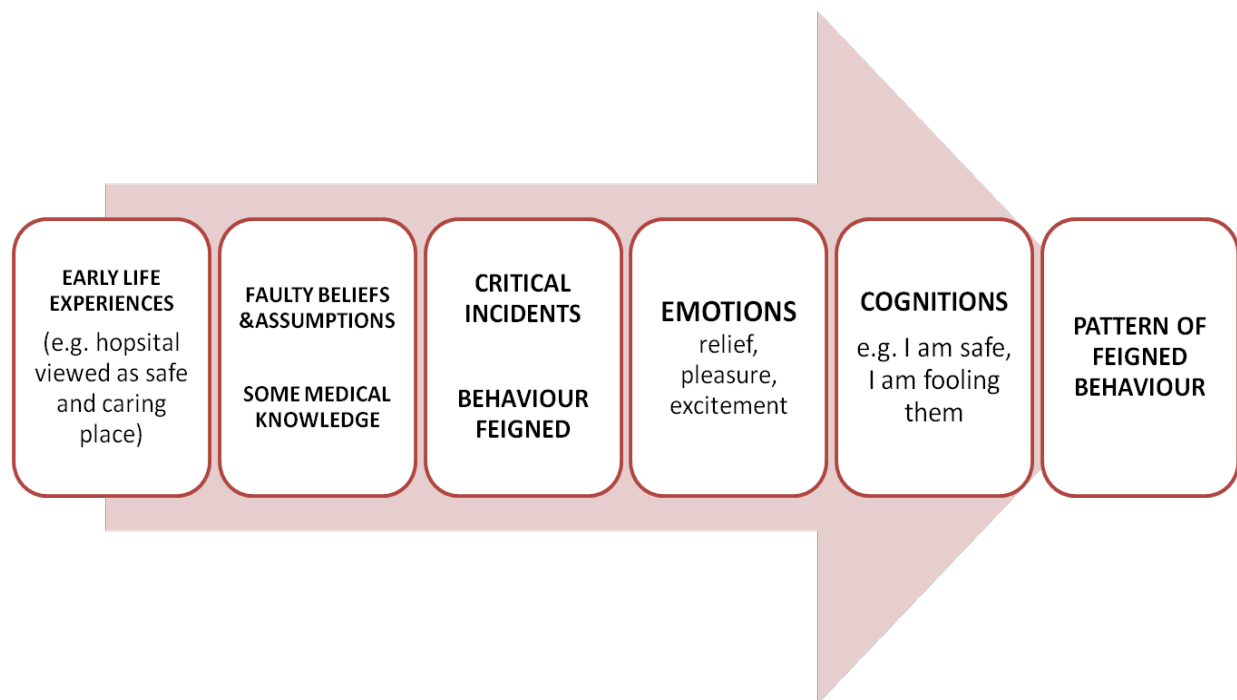 EARLY LIFE
EXPERIENCES
(e.g. hopsital
viewed as safe
and caring
place)
FAULTY BELIEFS
&ASSUMPTIONS
SOME MEDICAL
KNOWLEDGE
CRITICAL
INCIDENTS
BEHAVIOUR
FEIGNED
EMOTIONS
relief,
pleasure,
excitement
COGNITIONS
e.g. I am safe,
I am fooling
them
PATTERN OF
FEIGNED
BEHAVIOUR